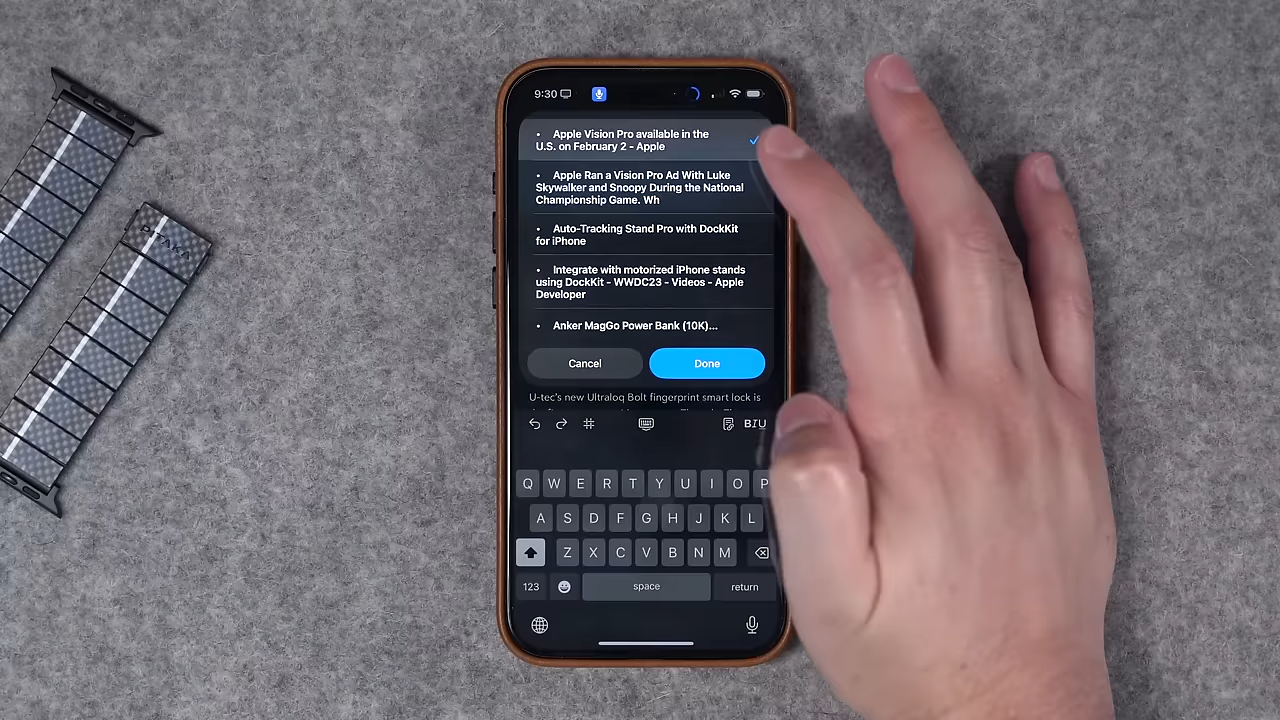 9:30
• Apple Vision Pro available in the
U.S. on February 2 - Apple
• Apple Ran a Vision Pro Ad With Luke
Skywalker and Snoopy During the National
Championship Game. Wh
• Auto-Tracking Stand Pro with DockKit
for iPhone
• Integrate with motorized iPhone stands
using DockKit - WWDC23 - Videos - Apple
Developer
• Anker MagGo Power Bank (10K)...
Cancel
Done
U-tec's new Ultraloq Bolt fingerprint smart lock is
BIU
Q W E R T Y U I O P
A S D F G H J K L
Z X C V B N M
123
space
return
PITAKA